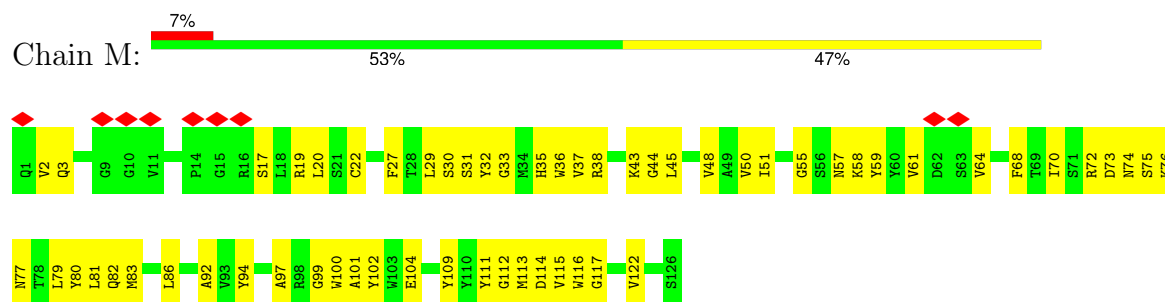 7%
Chain M:
53% 47%
Q1 V2 Q3 G9 G10 V11 P14 G15 R16 S17 L18 R19 L20 S21 C22 F27 T28 L29 S30 S31 Y32 G33 M34 H35 W36 V37 R38 K43 G44 L45 V48 A49 V50 I51 G55 S56 N57 K58 Y59 Y60 V61 D62 S63 V64 F68 T69 I70 S71 R72 D73 N74 S75 K76
N77 T78 L79 Y80 L81 Q82 M83 L86 A92 V93 Y94 A97 R98 G99 W100 A101 Y102 W103 E104 Y109 Y110 Y111 G112 M113 D114 V115 W116 G117 V122 S126